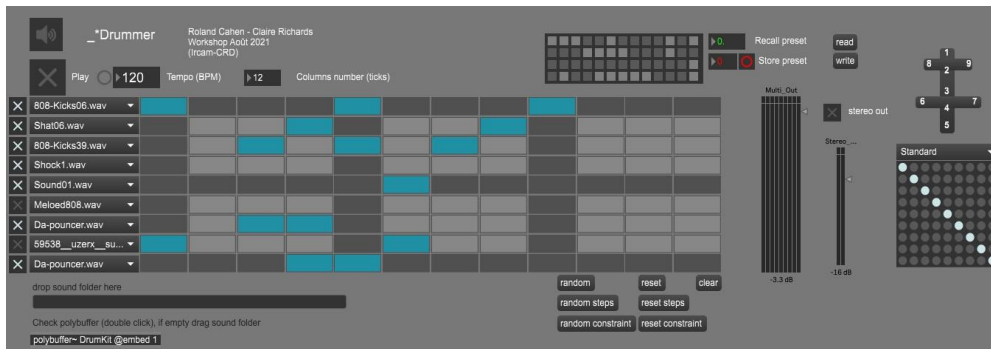 _*Drummer
Roland Cahen - Claire Richards
Workshop Août 2021
(Ircam-CRD)
Play
120
Tempo (BPM)
12
Columns number (ticks)
0.
Recall preset
read
Store preset
write
808-Kicks06.wav
Shat06.wav
808-Kicks39.wav
Shock1.wav
Sound01.wav
Meloed808.wav
Da-pouncer.wav
59538__uzerx__su...
Da-pouncer.wav
drop sound folder here
Check polybuffer (double click), if empty drag sound folder
polybuffer~ DrumKit @embed 1
random
reset
clear
random steps
reset steps
random constraint
reset constraint
Multi_Out
-3.3 dB
stereo out
Stereo_...
-16 dB
1
8
2
9
3
6
4
7
5
Standard